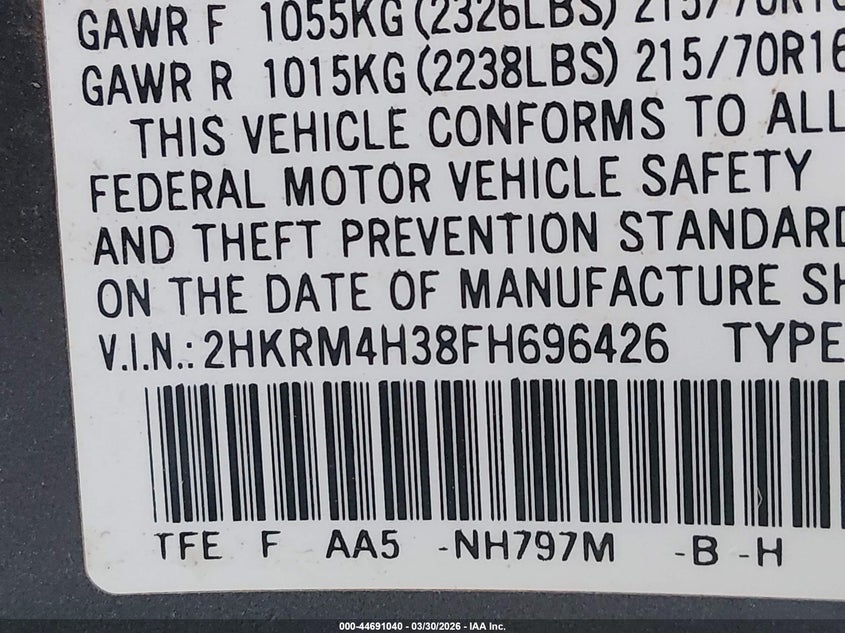 GAWR F 1055KG (2326LBS) 215/70R16
GAWR R 1015KG (2238LBS) 215/70R16
THIS VEHICLE CONFORMS TO ALL
FEDERAL MOTOR VEHICLE SAFETY
AND THEFT PREVENTION STANDARD
ON THE DATE OF MANUFACTURE SH
V.I.N.: 2HKRM4H38FH696426 TYPE
TFE F AA5 -NH797M -B -H
000-44691040 - 03/30/2026 - IAA Inc.